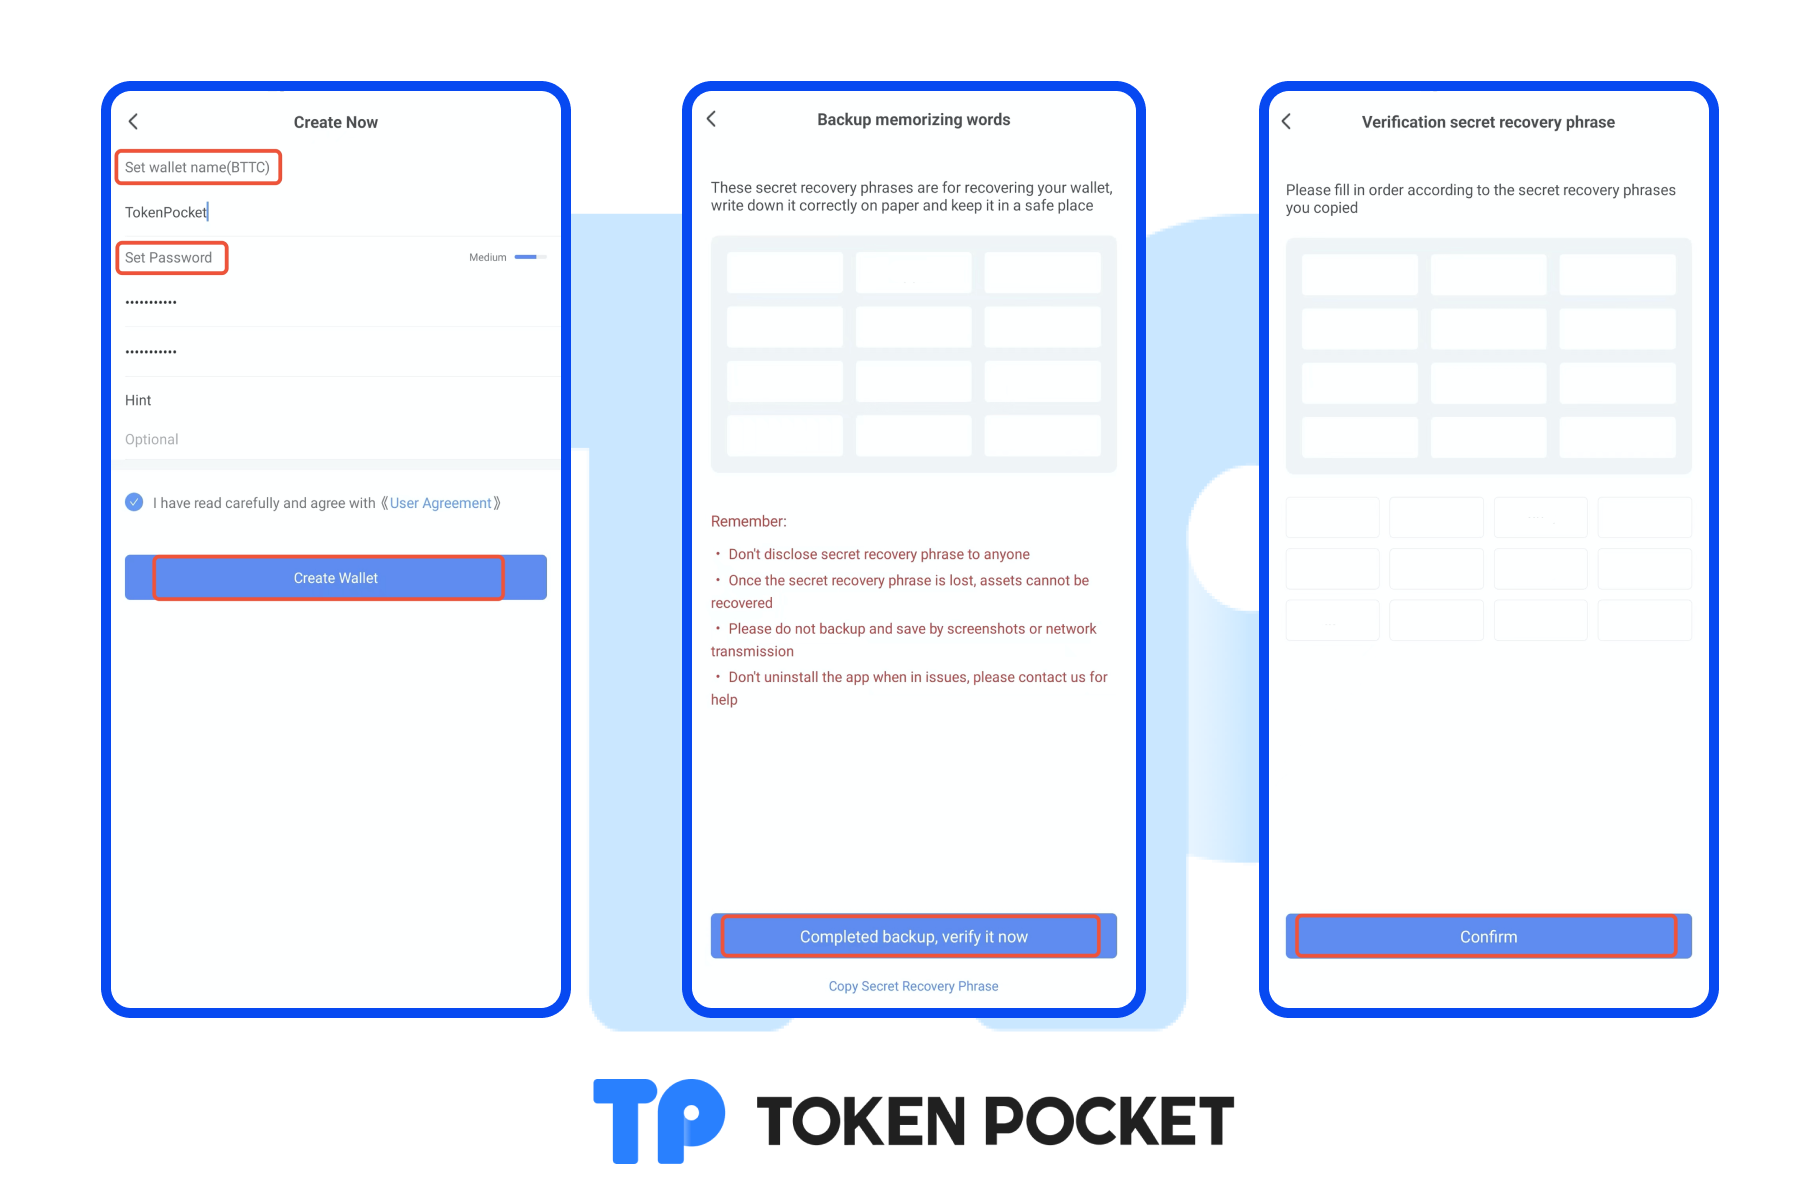 Create Now
Set wallet name(BTTC)
TokenPocket
Set Password
Medium
•••••••••••
•••••••••••
Hint
Optional
I have read carefully and agree with 《User Agreement》
Create Wallet
Backup memorizing words
These secret recovery phrases are for recovering your wallet,
write down it correctly on paper and keep it in a safe place
Remember:
• Don't disclose secret recovery phrase to anyone
• Once the secret recovery phrase is lost, assets cannot be
recovered
• Please do not backup and save by screenshots or network
transmission
• Don't uninstall the app when in issues, please contact us for
help
Completed backup, verify it now
Copy Secret Recovery Phrase
Verification secret recovery phrase
Please fill in order according to the secret recovery phrases
you copied
Confirm
TP TOKEN POCKET